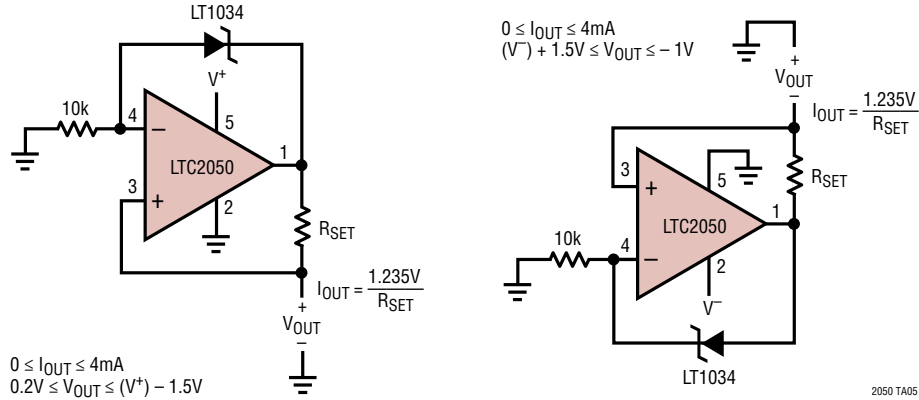 LT1034
V+
10k
4
–
5
LTC2050
1
3
+
2
RSET
IOUT = 1.235V
RSET
+
VOUT
–
0 ≤ IOUT ≤ 4mA
0.2V ≤ VOUT ≤ (V+) – 1.5V
0 ≤ IOUT ≤ 4mA
(V–) + 1.5V ≤ VOUT ≤ – 1V
+
VOUT
–
IOUT = 1.235V
RSET
3
+
5
RSET
LTC2050
1
10k
4
–
2
V–
LT1034
2050 TA05